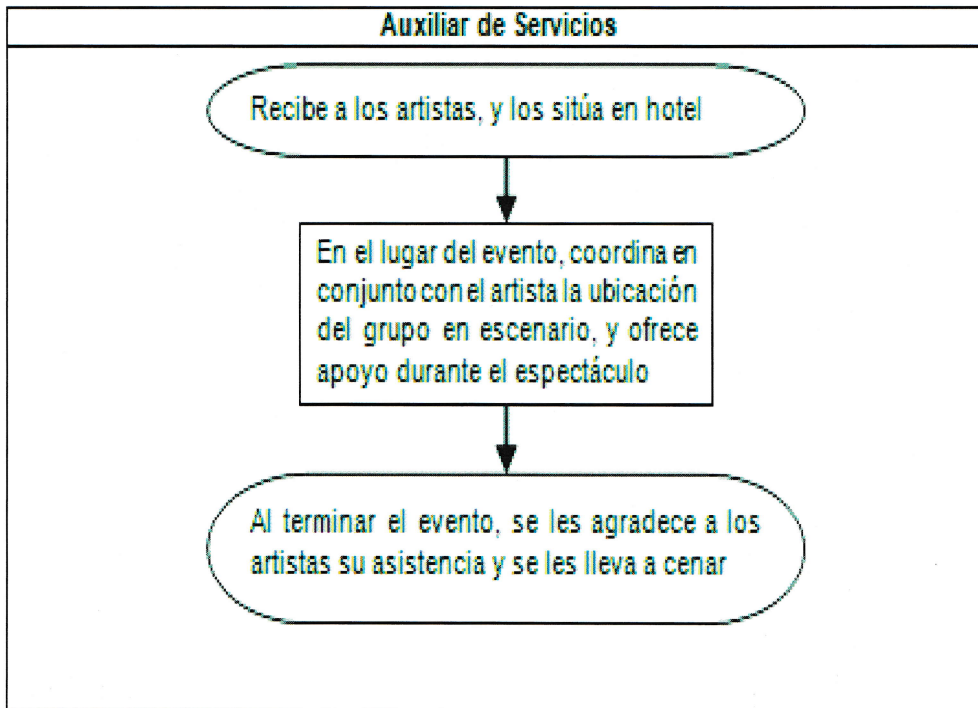 Auxiliar de Servicios
Recibe a los artistas, y los sitúa en hotel
En el lugar del evento, coordina en
conjunto con el artista la ubicación
del grupo en escenario, y ofrece
apoyo durante el espectáculo
Al terminar el evento, se les agradece a los
artistas su asistencia y se les lleva a cenar